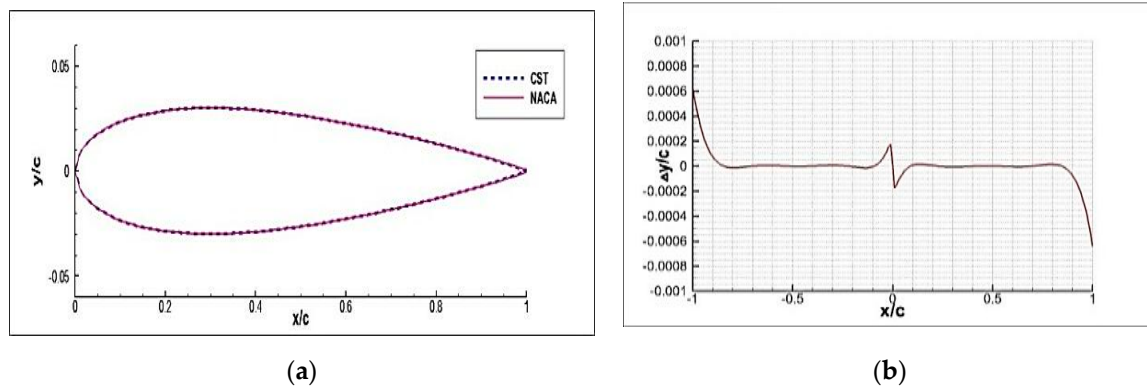 0.05
0
-0.05
y/c
CST
NACA
0 0.2 0.4 0.6 0.8 1
x/c
(a)
0.001
0.0008
0.0006
0.0004
0.0002
0
-0.0002
-0.0004
-0.0006
-0.0008
-0.001
Δy/c
-1 -0.5 0 0.5 1
x/c
(b)